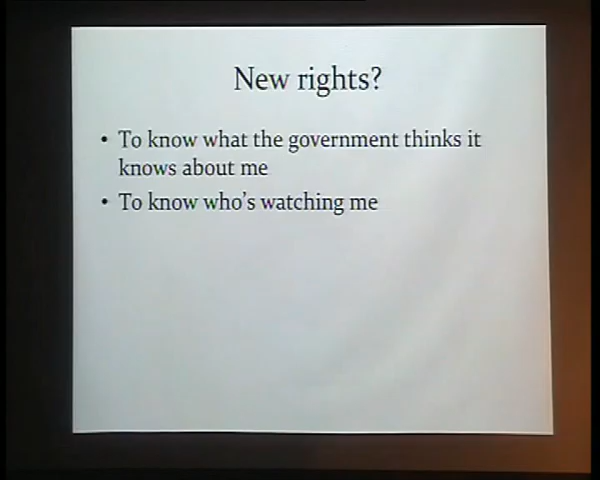 New rights?
• To know what the government thinks it
knows about me
• To know who's watching me